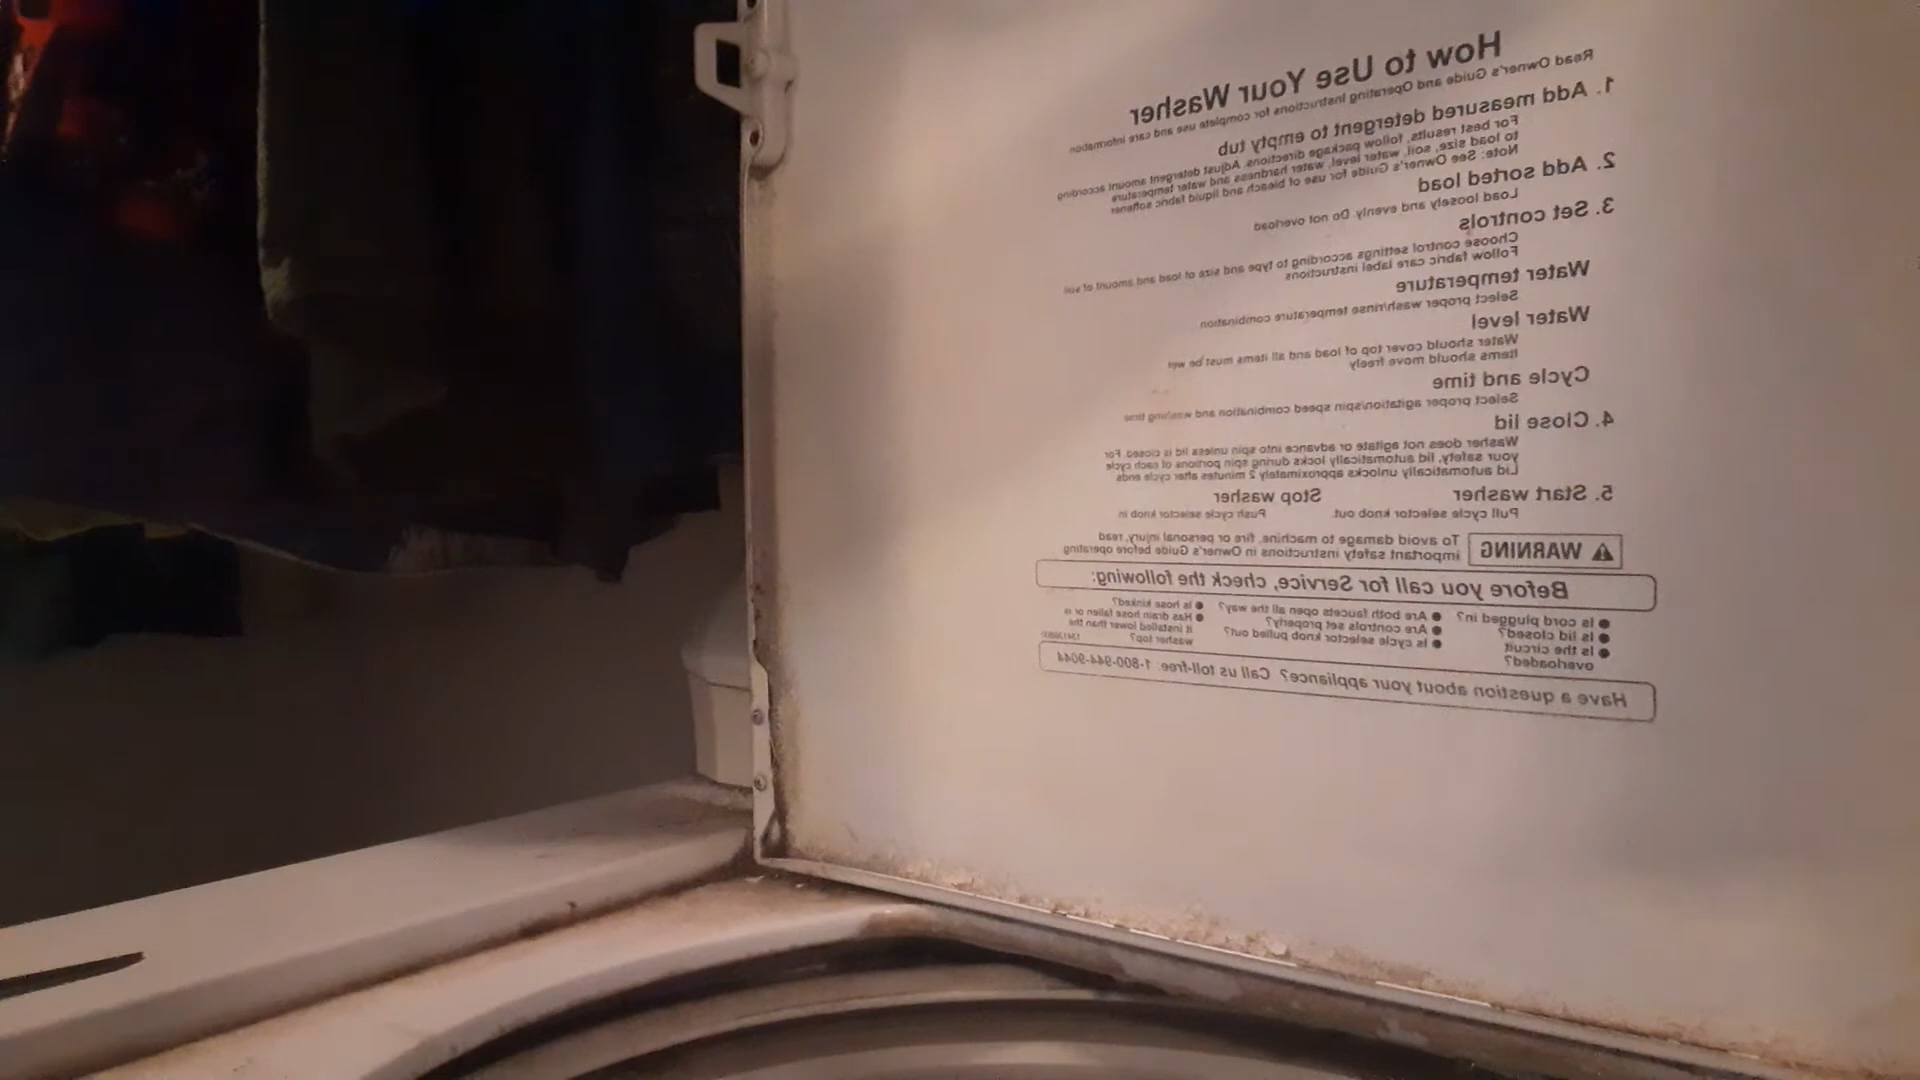 How to Use Your Washer
Read Owner's Guide and Operating Instructions for complete use and care information
1. Add measured detergent to empty tub
For best results, follow package directions. Adjust detergent amount according
to load size, soil, water level, water hardness and water temperature
Note: See Owner's Guide for use of bleach and liquid fabric softener
2. Add sorted load
Load loosely and evenly. Do not overload
3. Set controls
Choose control settings according to type and size of load and amount of soil
Follow fabric care label instructions
Water temperature
Select proper wash/rinse temperature combination
Water level
Water should cover top of load and all items must be wet
Items should move freely
Cycle and time
Select proper agitation/spin speed combination and washing time
4. Close lid
Washer does not agitate or advance into spin unless lid is closed. For
your safety, lid automatically locks during spin portions of each cycle
Lid automatically unlocks approximately 2 minutes after cycle ends
5. Start washer Stop washer
Pull cycle selector knob out. Push cycle selector knob in.
WARNING
To avoid damage to machine, fire or personal injury, read
important safety instructions in Owner's Guide before operating
Before you call for Service, check the following:
● Is cord plugged in?
● Is lid closed?
● Is the circuit
overloaded?
● Are both faucets open all the way?
● Are controls set properly?
● Is cycle selector knob pulled out?
● Is hose kinked?
● Has drain hose fallen or is
it installed lower than the
washer top?
Have a question about your appliance? Call us toll-free: 1-800-944-9044